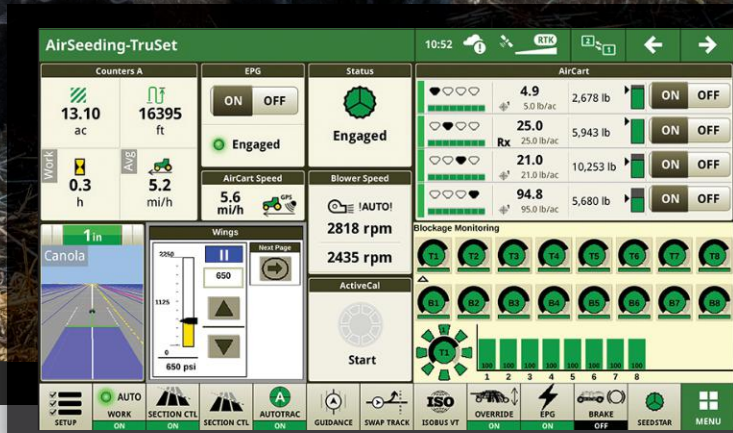 AirSeeding-TruSet
10:52
RTK
2
1
Counters A
13.10
ac
16395
ft
Work
0.3
h
Avg
5.2
mi/h
EPG
ON OFF
Engaged
AirCart Speed
5.6
mi/h
GPS
Status
Engaged
Blower Speed
!AUTO!
2818 rpm
2435 rpm
AirCart
4.9
5.0 lb/ac
2,678 lb
ON OFF
25.0
Rx 25.0 lb/ac
5,943 lb
ON OFF
21.0
21.0 lb/ac
10,253 lb
ON OFF
94.8
95.0 lb/ac
5,680 lb
ON OFF
1 in
Canola
Wings
2250
1125
0
650 psi
650
Next Page
ActiveCal
Start
Blockage Monitoring
T1 T2 T3 T4 T5 T6 T7 T8
B1 B2 B3 B4 B5 B6 B7 B8
T1
100 100 100 100 100 100 100 100
1 2 3 4 5 6 7 8
SETUP
AUTO
WORK
ON
SECTION CTL
ON
SECTION CTL
A
AUTOTRAC
ON
GUIDANCE
SWAP TRACK
ISO
ISOBUS VT
OVERRIDE
ON
EPG
ON
BRAKE
OFF
SEEDSTAR
MENU